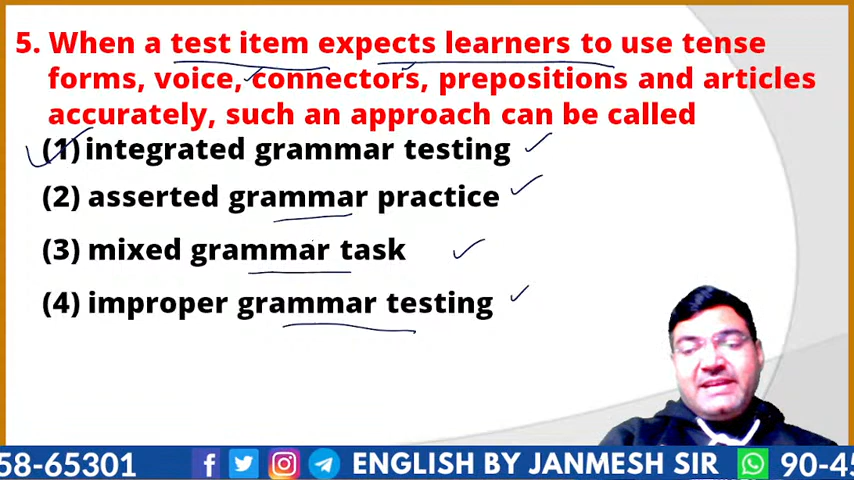 5. When a test item expects learners to use tense
forms, voice, connectors, prepositions and articles
accurately, such an approach can be called
(1) integrated grammar testing
(2) asserted grammar practice
(3) mixed grammar task
(4) improper grammar testing
58-65301 ENGLISH BY JANMESH SIR 90-45